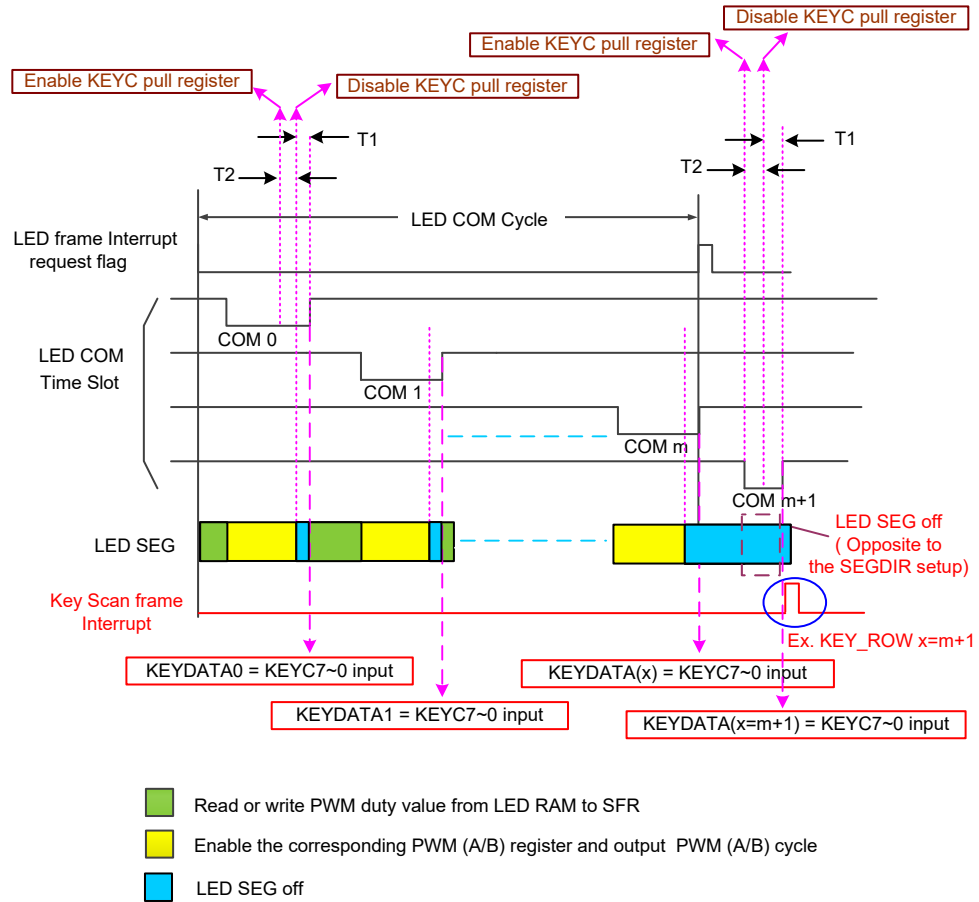 Disable KEYC pull register
Enable KEYC pull register
Enable KEYC pull register
Disable KEYC pull register
T1
T1
T2
T2
LED COM Cycle
LED frame Interrupt
request flag
COM 0
LED COM
Time Slot
COM 1
COM m
COM m+1
LED SEG
LED SEG off
( Opposite to
the SEGDIR setup)
Key Scan frame
Interrupt
Ex. KEY_ROW x=m+1
KEYDATA0 = KEYC7~0 input
KEYDATA(x) = KEYC7~0 input
KEYDATA1 = KEYC7~0 input
KEYDATA(x=m+1) = KEYC7~0 input
Read or write PWM duty value from LED RAM to SFR
Enable the corresponding PWM (A/B) register and output PWM (A/B) cycle
LED SEG off